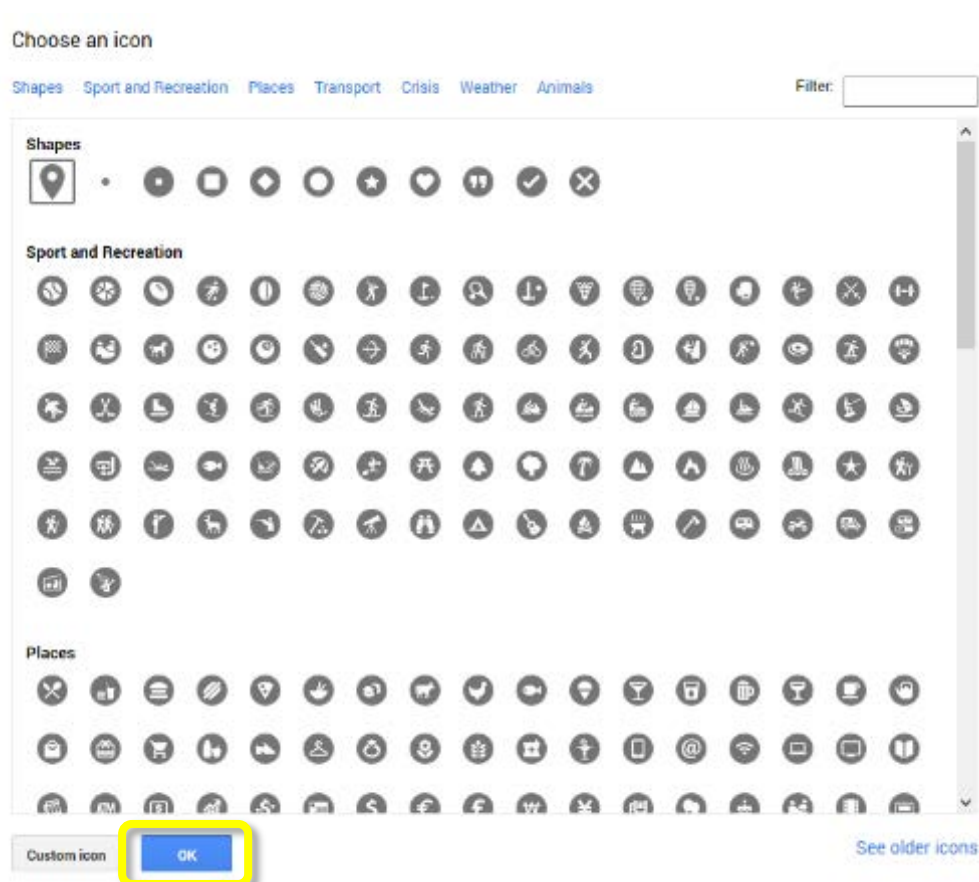 Choose an icon
Shapes Sport and Recreation Places Transport Crisis Weather Animals Filter:
Shapes
Sport and Recreation
Places
Custom icon OK See older icons